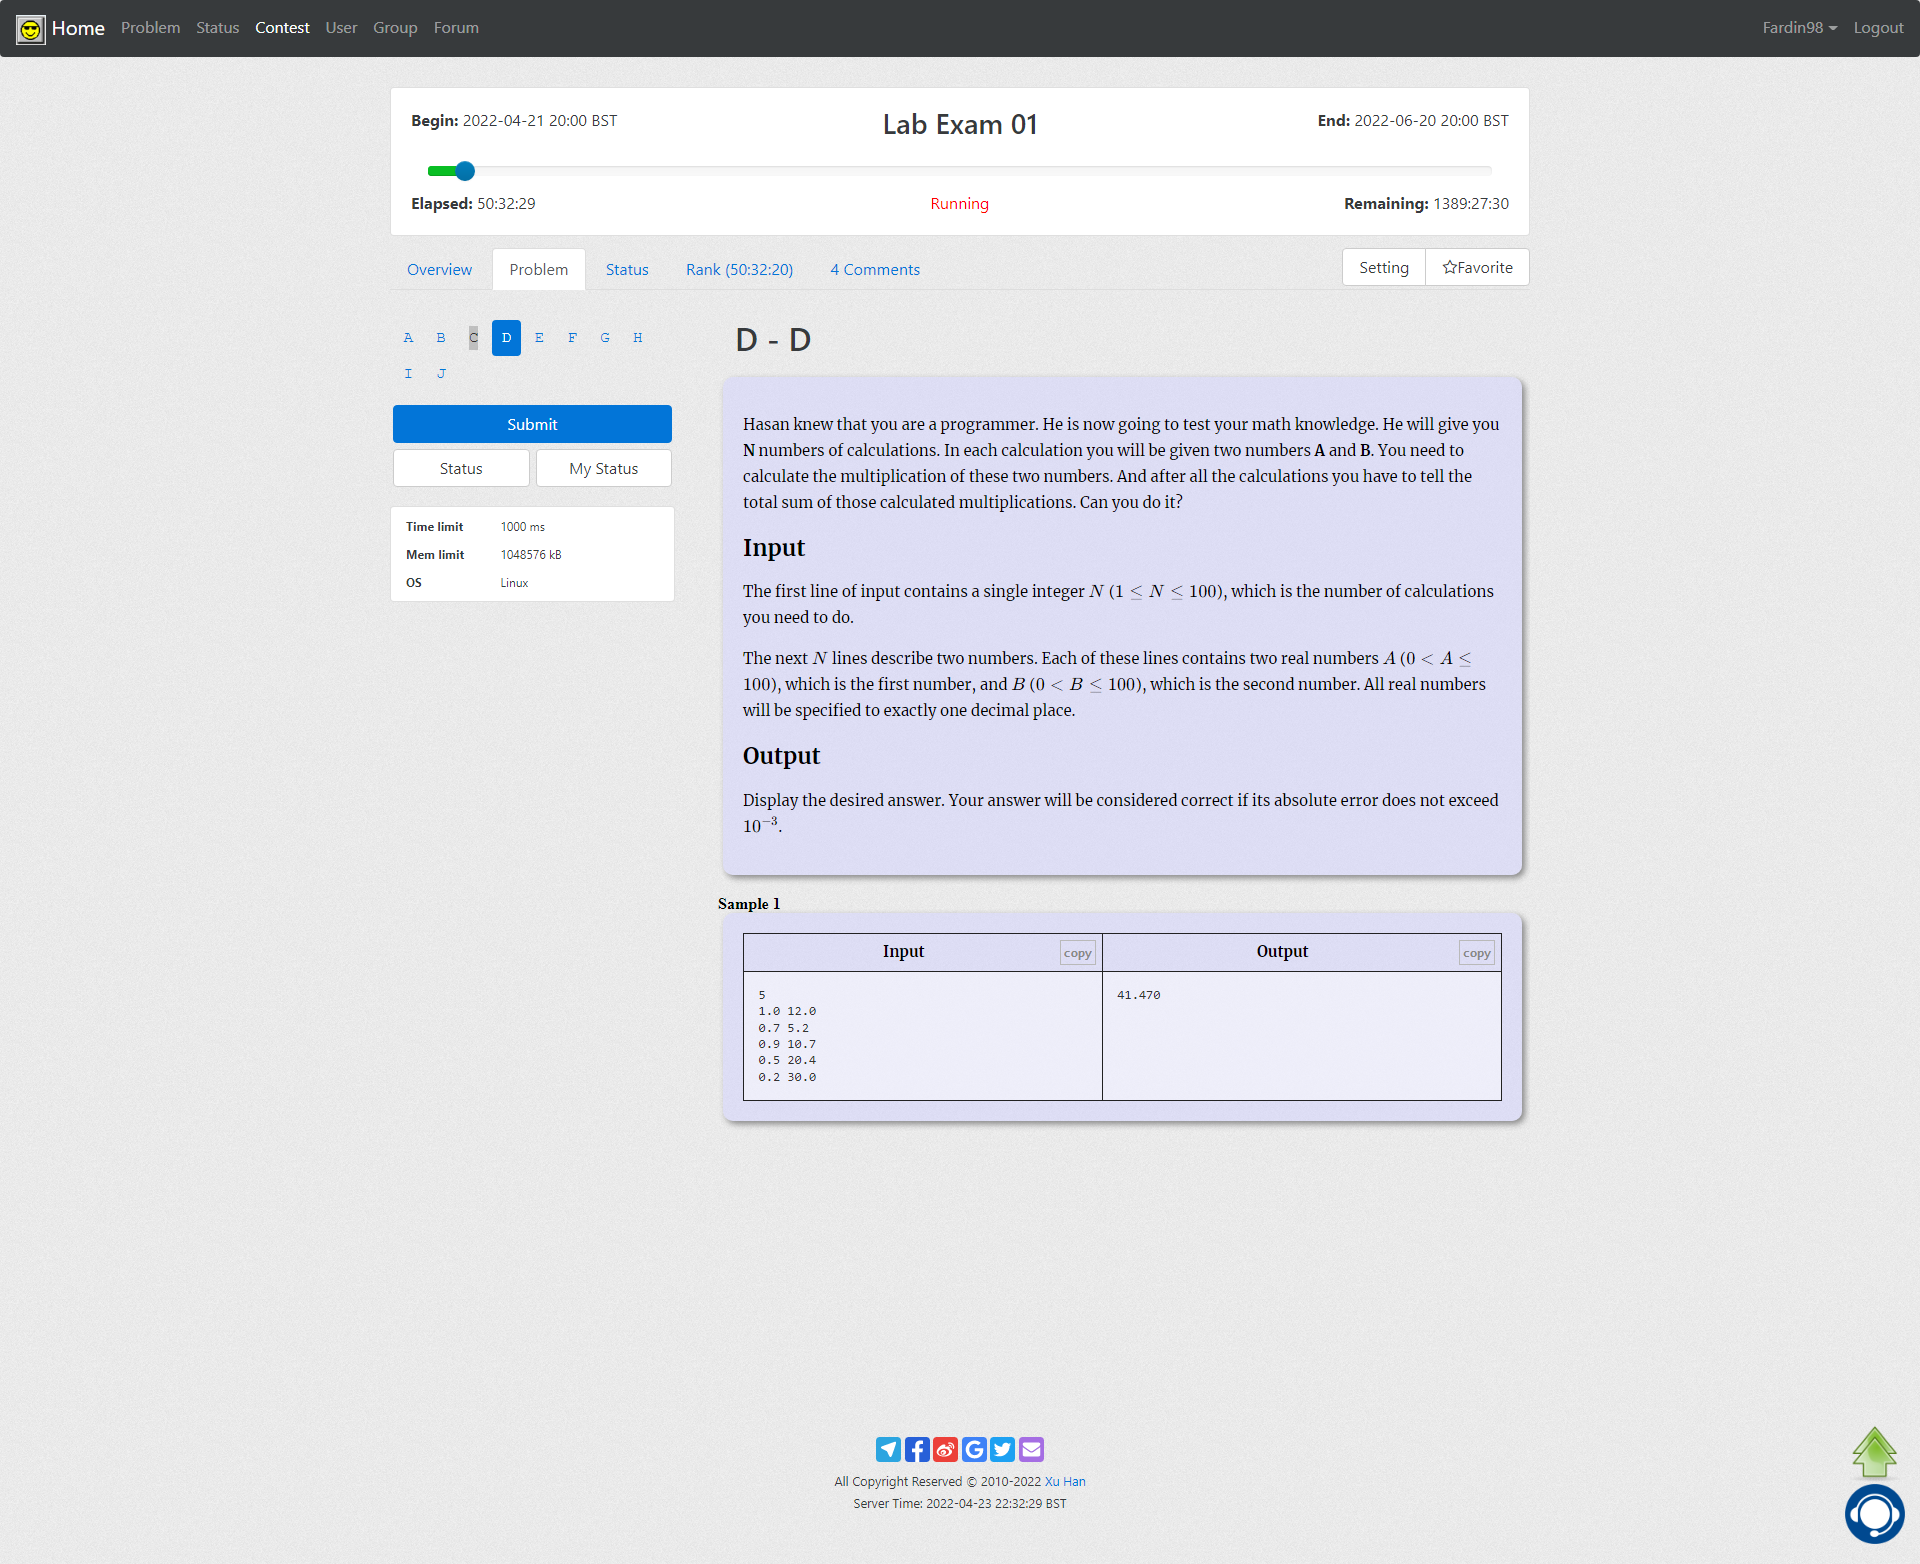 Home Problem Status Contest User Group Forum Fardin98 Logout
Begin: 2022-04-21 20:00 BST Lab Exam 01 End: 2022-06-20 20:00 BST
Elapsed: 50:32:29 Running Remaining: 1389:27:30
Overview Problem Status Rank (50:32:20) 4 Comments Setting Favorite
A B C D E F G H
I J
Submit
Status My Status
Time limit 1000 ms
Mem limit 1048576 kB
OS Linux
D - D
Hasan knew that you are a programmer. He is now going to test your math knowledge. He will give you
N numbers of calculations. In each calculation you will be given two numbers A and B. You need to
calculate the multiplication of these two numbers. And after all the calculations you have to tell the
total sum of those calculated multiplications. Can you do it?
Input
The first line of input contains a single integer N (1 ≤ N ≤ 100), which is the number of calculations
you need to do.
The next N lines describe two numbers. Each of these lines contains two real numbers A (0 < A ≤
100), which is the first number, and B (0 < B ≤ 100), which is the second number. All real numbers
will be specified to exactly one decimal place.
Output
Display the desired answer. Your answer will be considered correct if its absolute error does not exceed
10⁻³.
Sample 1
Input copy Output copy
5 41.470
1.0 12.0
0.7 5.2
0.9 10.7
0.5 20.4
0.2 30.0
All Copyright Reserved © 2010-2022 Xu Han
Server Time: 2022-04-23 22:32:29 BST